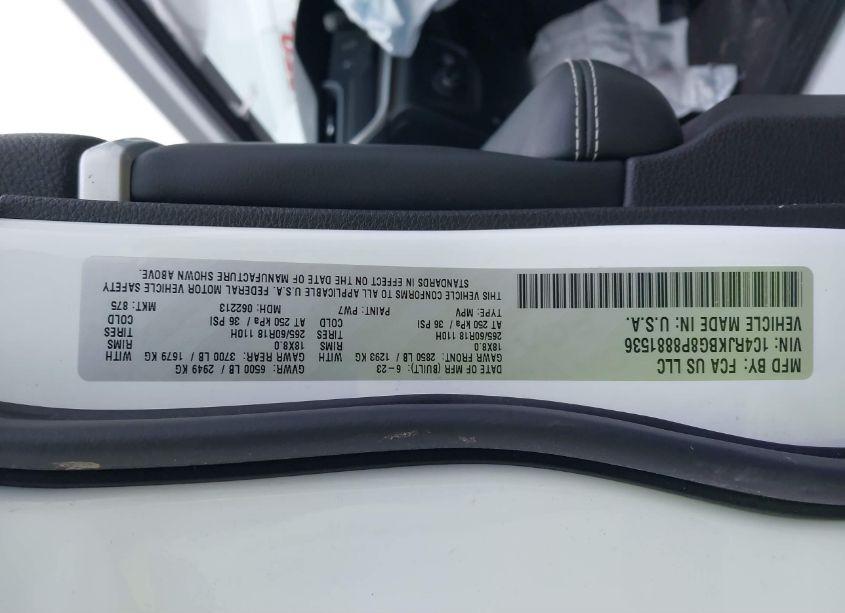 MFD BY: FCA US LLC
VIN: 1C4RJKBG8P8881536
VEHICLE MADE IN: U.S.A.
DATE OF MFR (BUILT): 6-23
GVWR: 6500 LB / 2949 KG
GAWR FRONT: 2850 LB / 1293 KG WITH
18X8.0 RIMS
265/60R18 110H TIRES
AT 250 kPa / 36 PSI COLD
GAWR REAR: 3700 LB / 1679 KG WITH
18X8.0 RIMS
265/60R18 110H TIRES
AT 250 kPa / 36 PSI COLD
TYPE: MPV PAINT: PW7 MDH: 062213 MKT: 875
THIS VEHICLE CONFORMS TO ALL APPLICABLE U.S.A. FEDERAL MOTOR VEHICLE SAFETY
STANDARDS IN EFFECT ON THE DATE OF MANUFACTURE SHOWN ABOVE.